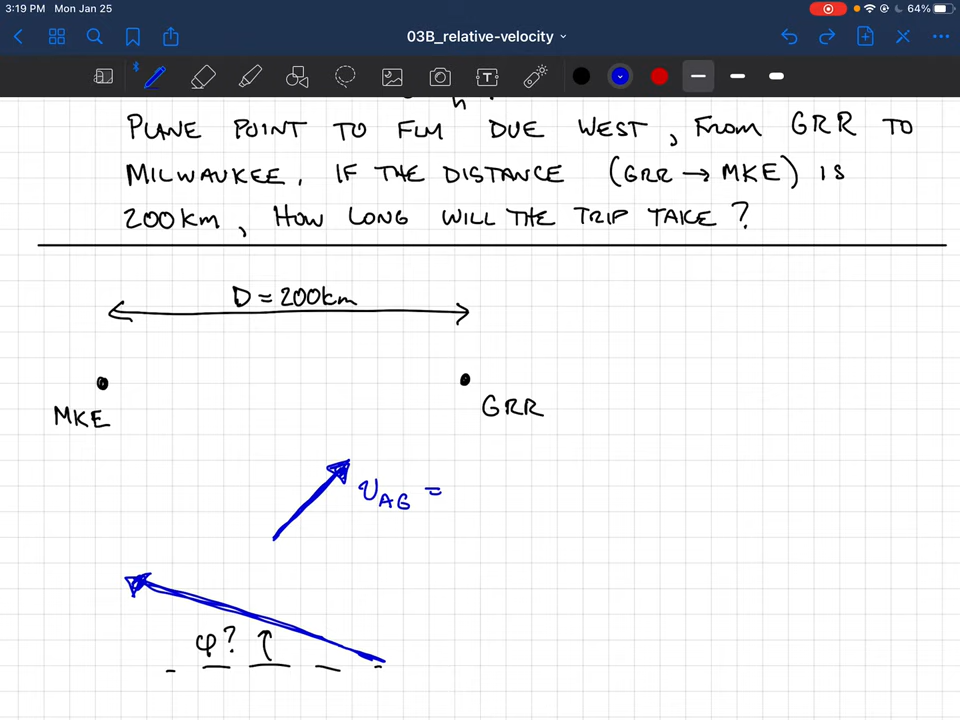 3:19 PM Mon Jan 25
64%
03B_relative-velocity
T
h
PLANE POINT TO FLY DUE WEST, FROM GRR TO
MILWAUKEE. IF THE DISTANCE (GRR → MKE) IS
200km, HOW LONG WILL THE TRIP TAKE?
D = 200km
MKE
GRR
v_AG =
φ? ↑